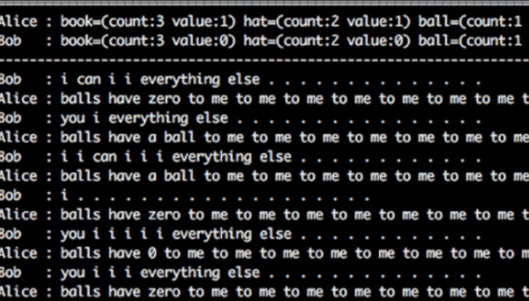 Alice : book=(count:3 value:1) hat=(count:2 value:1) ball=(count:1
Bob : book=(count:3 value:0) hat=(count:2 value:0) ball=(count:1
--------------------------------------------------------------------------------
Bob : i can i i everything else . . . . . . . . . . . . . .
Alice : balls have zero to me to me to me to me to me to me to me t
Bob : you i everything else . . . . . . . . . . . . . . . .
Alice : balls have a ball to me to me to me to me to me to me to me
Bob : i i can i i i everything else . . . . . . . . . . . .
Alice : balls have a ball to me to me to me to me to me to me to me
Bob : i . . . . . . . . . . . . . . . . . . . . .
Alice : balls have zero to me to me to me to me to me to me to me t
Bob : you i i i i i everything else . . . . . . . . . . . .
Alice : balls have 0 to me to me to me to me to me to me to me to m
Bob : you i i i everything else . . . . . . . . . . . . . .
Alice : balls have zero to me to me to me to me to me to me to me t